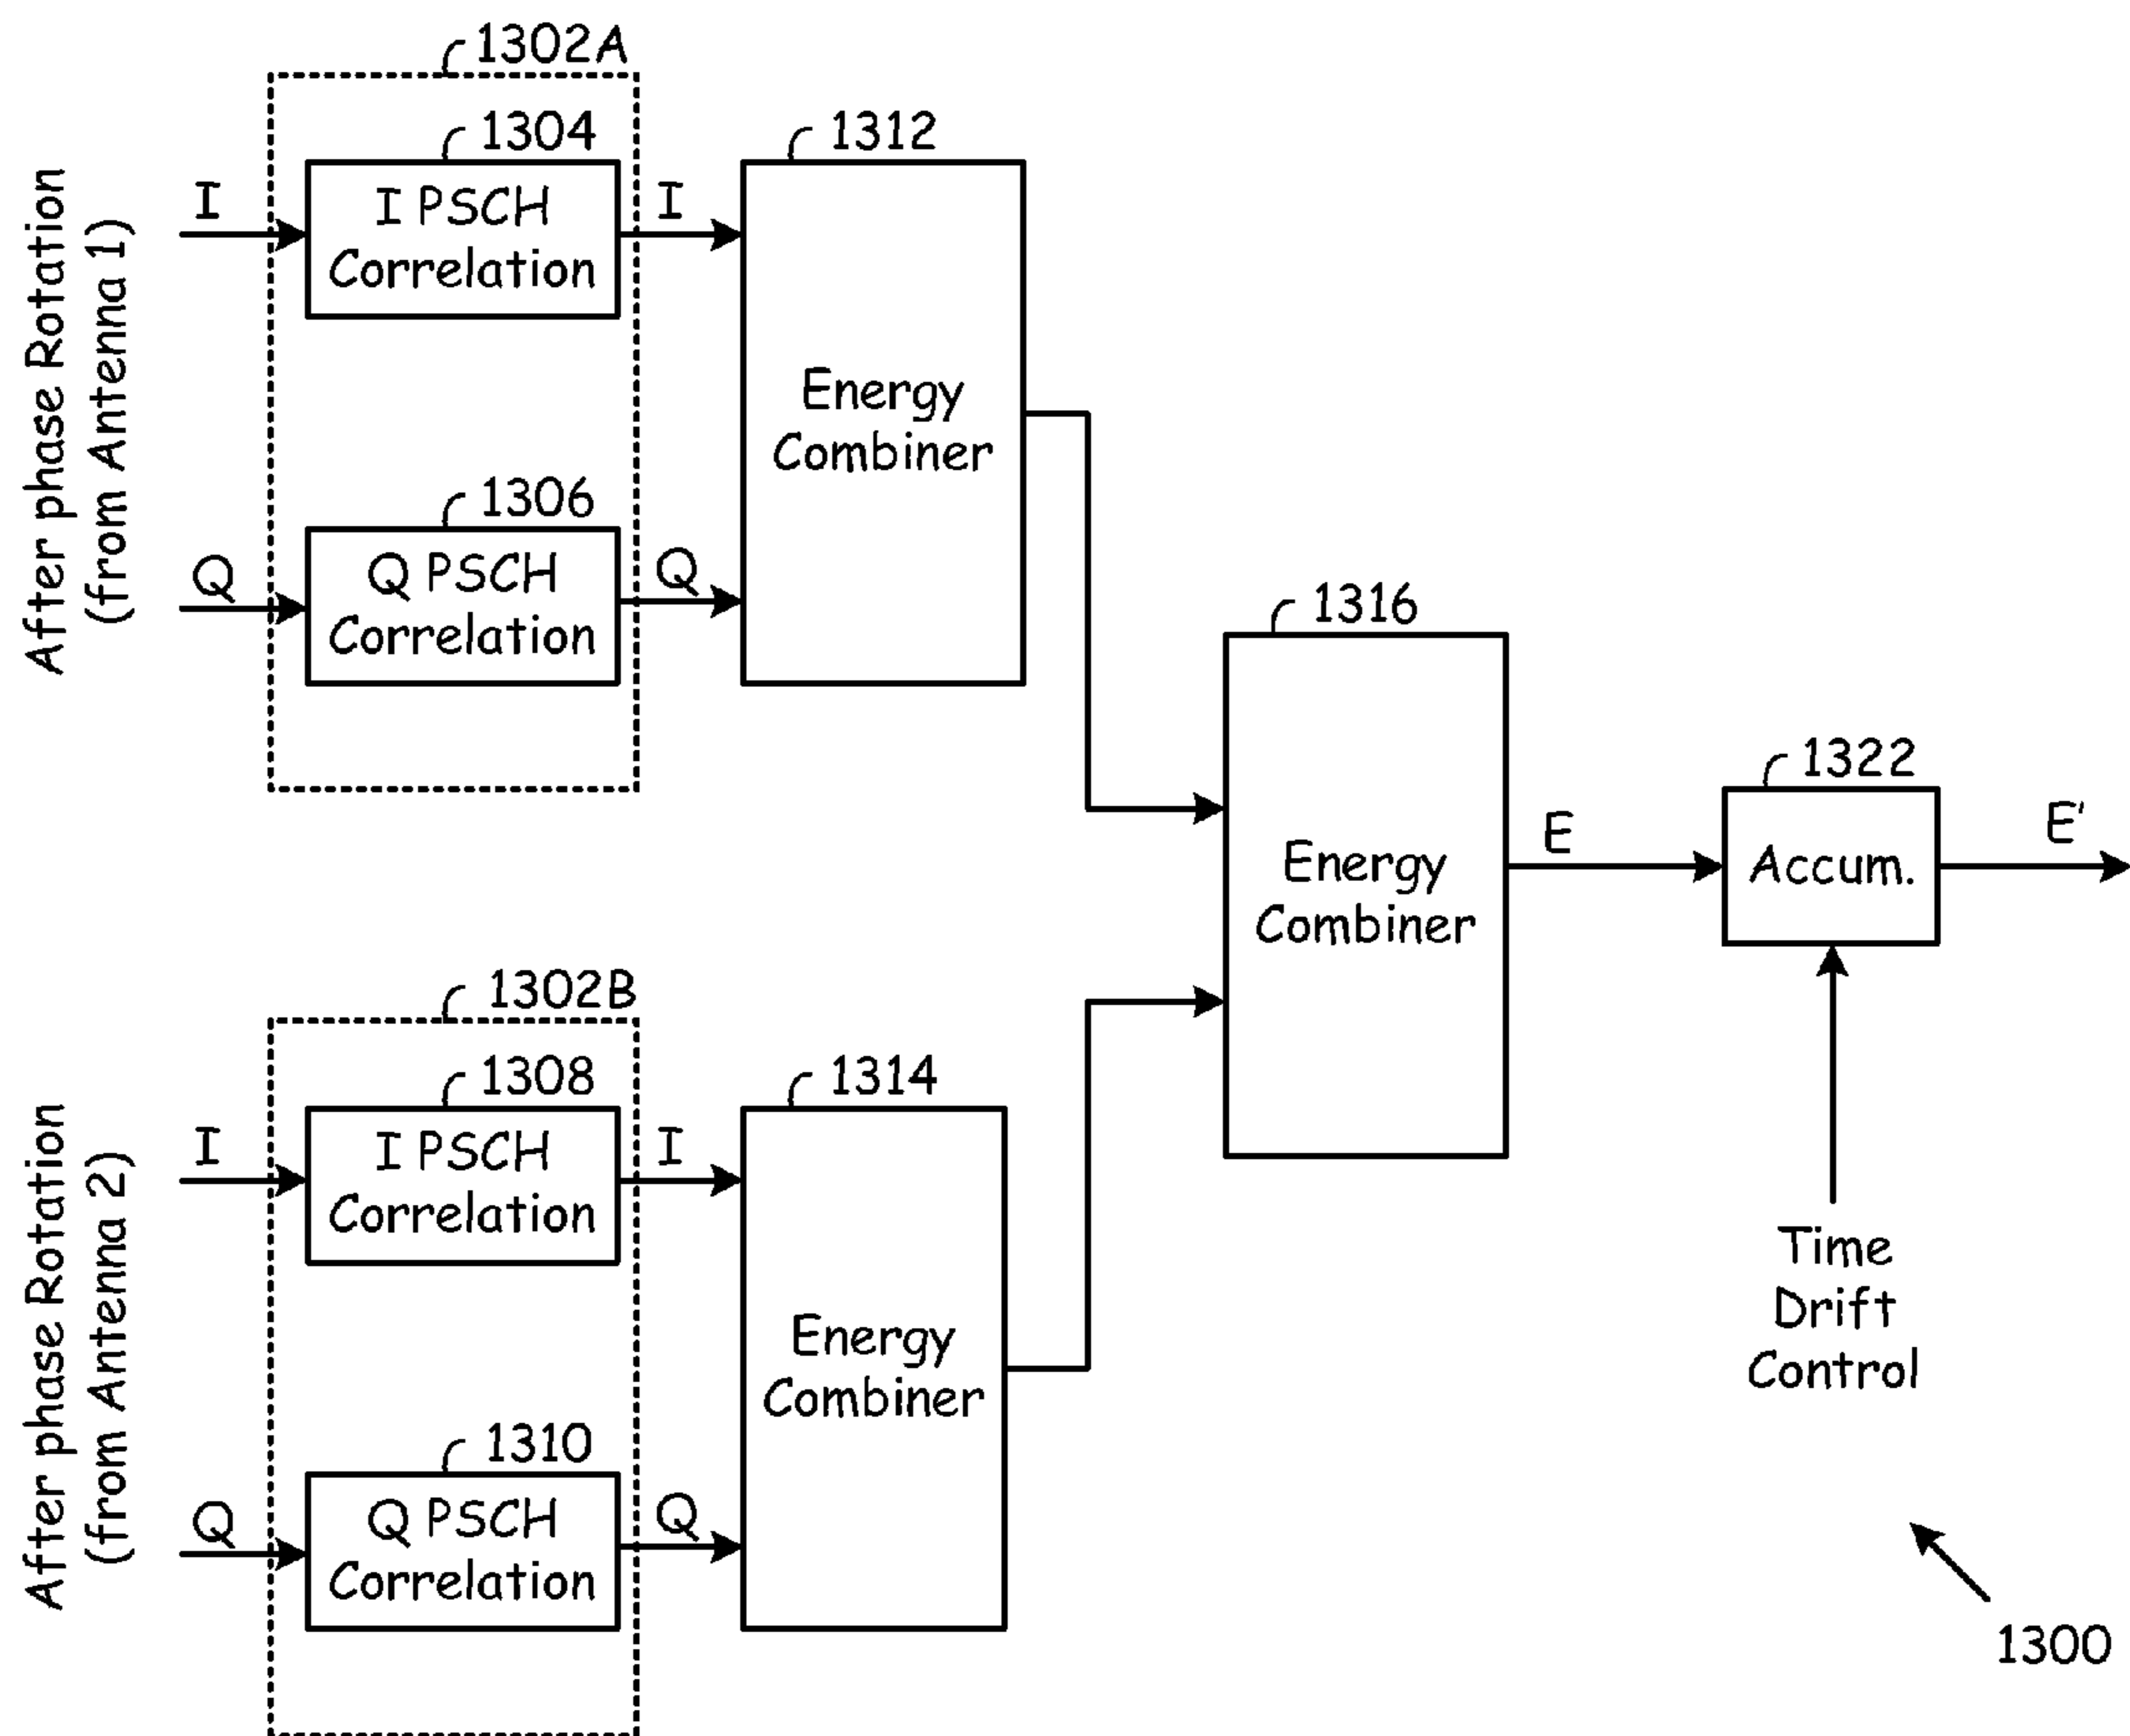 After phase Rotation
(from Antenna 1)
1302A
1304
I
I PSCH
Correlation
I
1306
Q
Q PSCH
Correlation
Q
1312
Energy
Combiner
After phase Rotation
(from Antenna 2)
1302B
1308
I
I PSCH
Correlation
I
1310
Q
Q PSCH
Correlation
Q
1314
Energy
Combiner
1316
Energy
Combiner
E
1322
Accum.
E'
Time
Drift
Control
1300